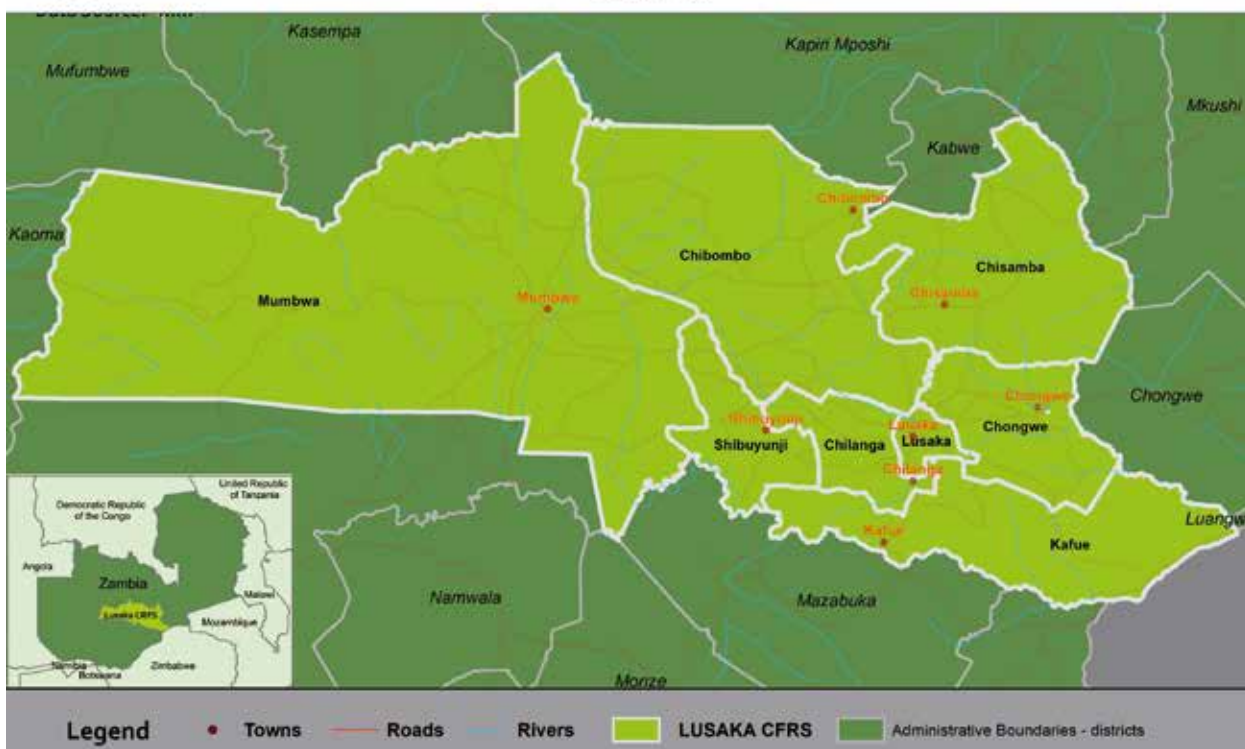 Kasempa
Kapiri Mposhi
Mufumbwe
Mkushi
Kabwe
Chibombo
Kaoma
Chibombo
Chisamba
Mumbwa
Mumbwa
Chisamba
Chongwe
Chongwe
Shibuyunji
Lusaka
Chongwe
Shibuyunji
Chilanga
Lusaka
Chilanga
Luangw
Kafue
Kafue
Namwala
Mazabuka
Monze
United Republic
of Tanzania
Democratic Republic
of the Congo
Angola
Zambia
Malawi
Lusaka CRFS
Mozambique
Namibia
Zimbabwe
Botswana
Legend
Towns
Roads
Rivers
LUSAKA CFRS
Administrative Boundaries - districts